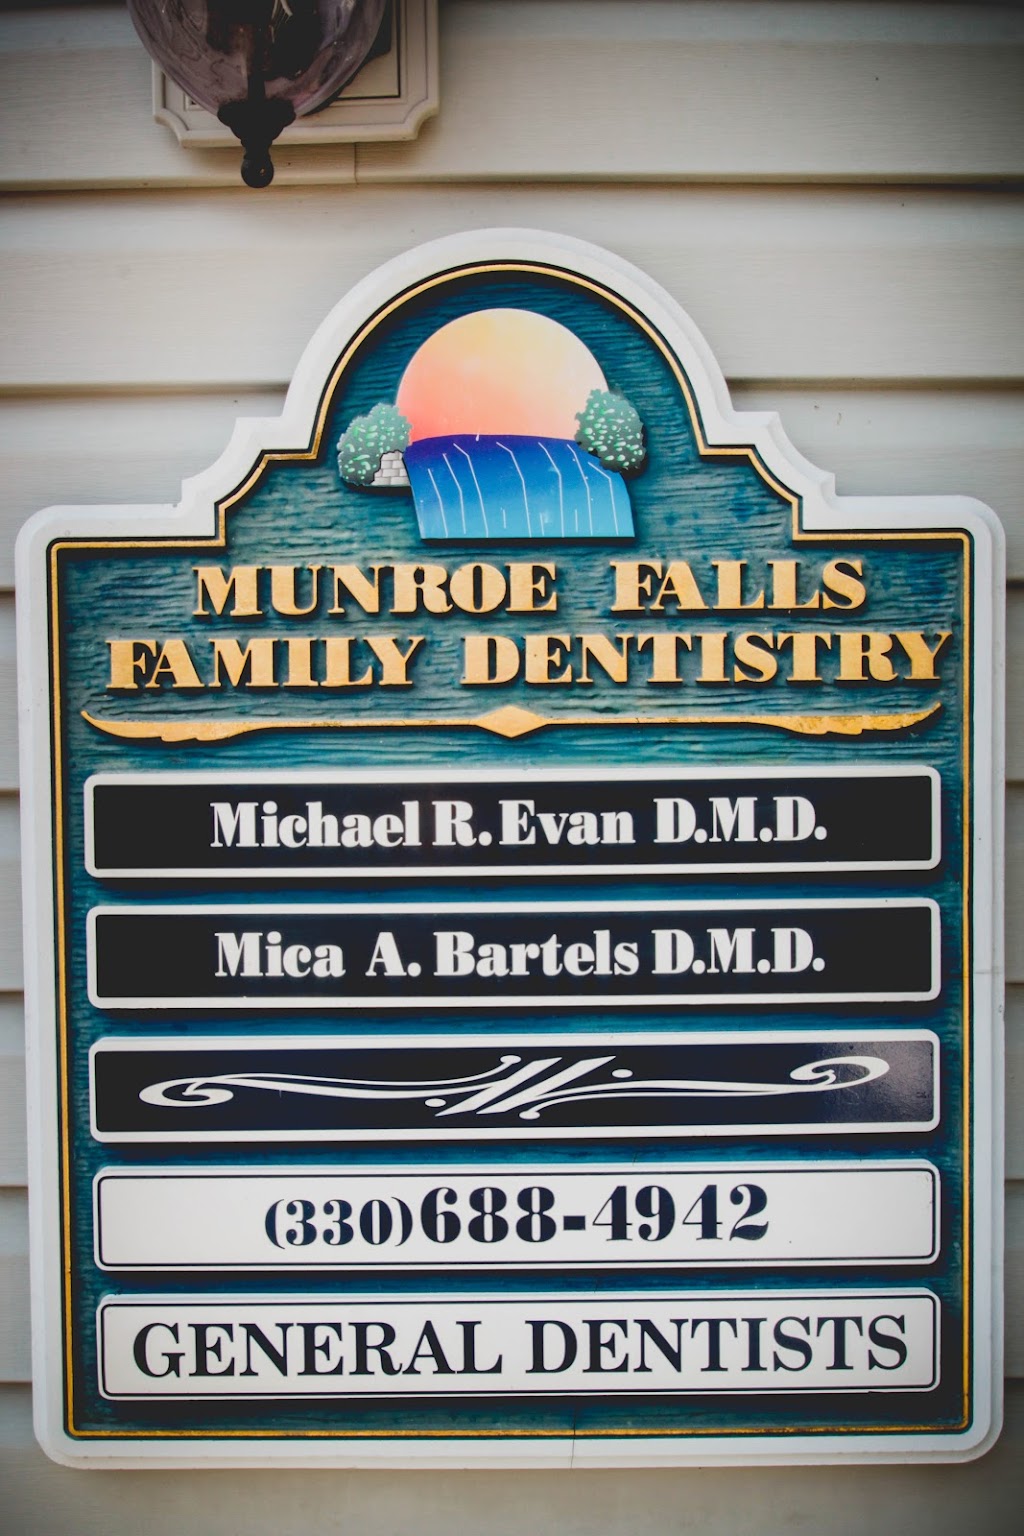 MUNROE FALLS
FAMILY DENTISTRY
Michael R. Evan D.M.D.
Mica A. Bartels D.M.D.
(330) 688-4942
GENERAL DENTISTS